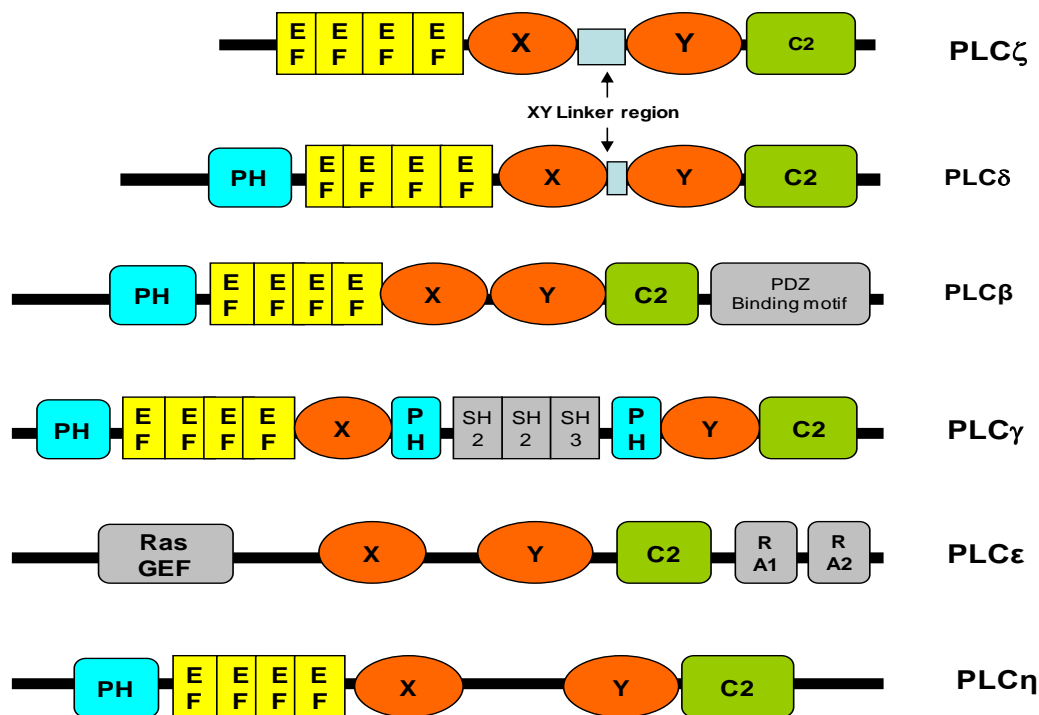 E F E F E F E F X Y C2 PLCζ
XY Linker region
PH E F E F E F E F X Y C2 PLCδ
PH E F E F E F E F X Y C2 PDZ Binding motif PLCβ
PH E F E F E F E F X P H SH 2 SH 2 SH 3 P H Y C2 PLCγ
Ras GEF X Y C2 R A1 R A2 PLCε
PH E F E F E F E F X Y C2 PLCη